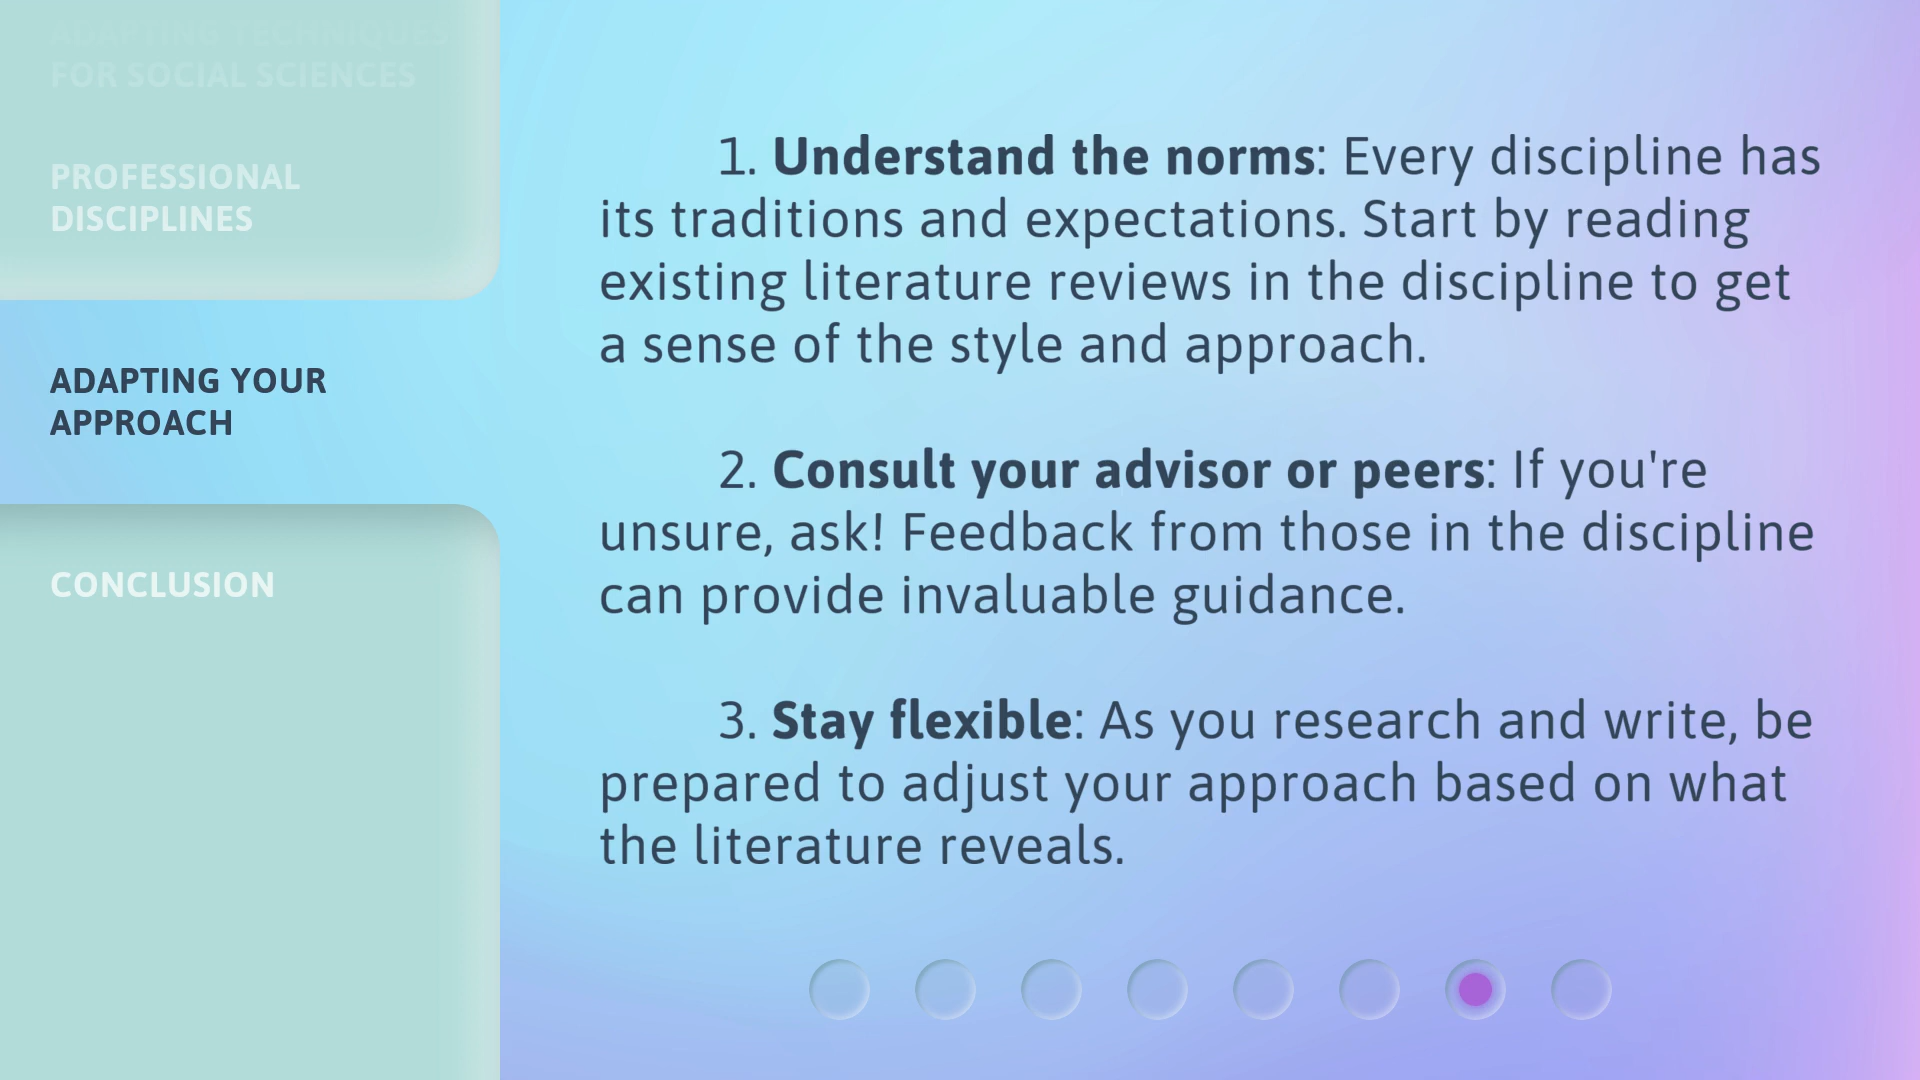 ADAPTING TECHNIQUES
FOR SOCIAL SCIENCES
PROFESSIONAL
DISCIPLINES
ADAPTING YOUR
APPROACH
CONCLUSION
1. Understand the norms: Every discipline has
its traditions and expectations. Start by reading
existing literature reviews in the discipline to get
a sense of the style and approach.
2. Consult your advisor or peers: If you're
unsure, ask! Feedback from those in the discipline
can provide invaluable guidance.
3. Stay flexible: As you research and write, be
prepared to adjust your approach based on what
the literature reveals.